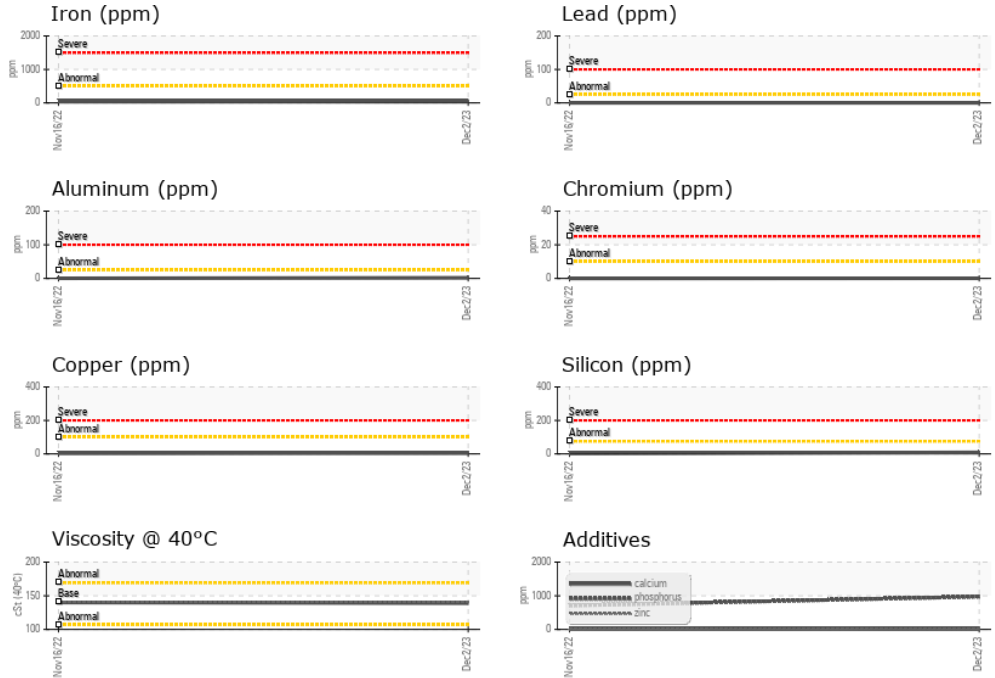 Iron (ppm)
2000
1000
0
ppm
Severe
Abnormal
Nov16/22
Dec2/23
Lead (ppm)
200
100
0
ppm
Severe
Abnormal
Nov16/22
Dec2/23
Aluminum (ppm)
200
100
0
ppm
Severe
Abnormal
Nov16/22
Dec2/23
Chromium (ppm)
40
20
0
ppm
Severe
Abnormal
Nov16/22
Dec2/23
Copper (ppm)
400
200
0
ppm
Severe
Abnormal
Nov16/22
Dec2/23
Silicon (ppm)
400
200
0
ppm
Severe
Abnormal
Nov16/22
Dec2/23
Viscosity @ 40°C
200
150
100
cSt (40°C)
Abnormal
Base
Abnormal
Nov16/22
Dec2/23
Additives
2000
1000
0
ppm
calcium
phosphorus
zinc
Nov16/22
Dec2/23